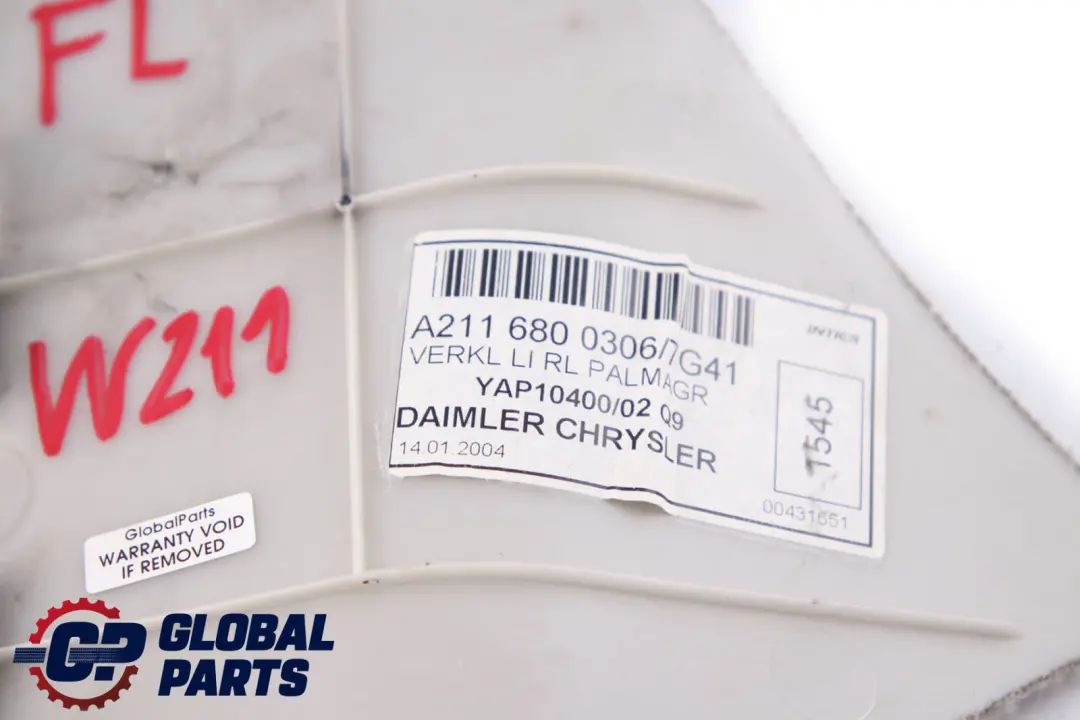 FL
W211
A211 680 0306/7G41
VERKL LI RL PALMAGR
YAP10400/02 Q9
DAIMLER CHRYSLER
14.01.2004
INTIER
1545
00431651
GlobalParts
WARRANTY VOID
IF REMOVED
GP GLOBAL
PARTS